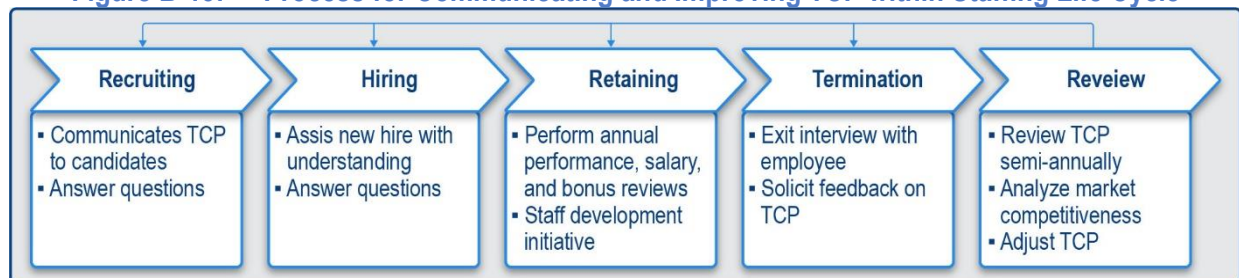 Recruiting
Hiring
Retaining
Termination
Reveiew
▪ Communicates TCP
to candidates
▪ Answer questions
▪ Assis new hire with
understanding
▪ Answer questions
▪ Perform annual
performance, salary,
and bonus reviews
▪ Staff development
initiative
▪ Exit interview with
employee
▪ Solicit feedback on
TCP
▪ Review TCP
semi-annually
▪ Analyze market
competitiveness
▪ Adjust TCP